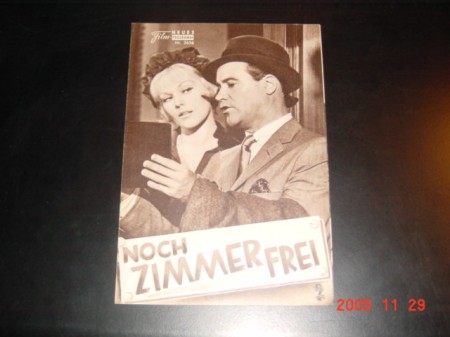 NEUES
Film
NOCH
ZIMMER FREI
2005 11 29